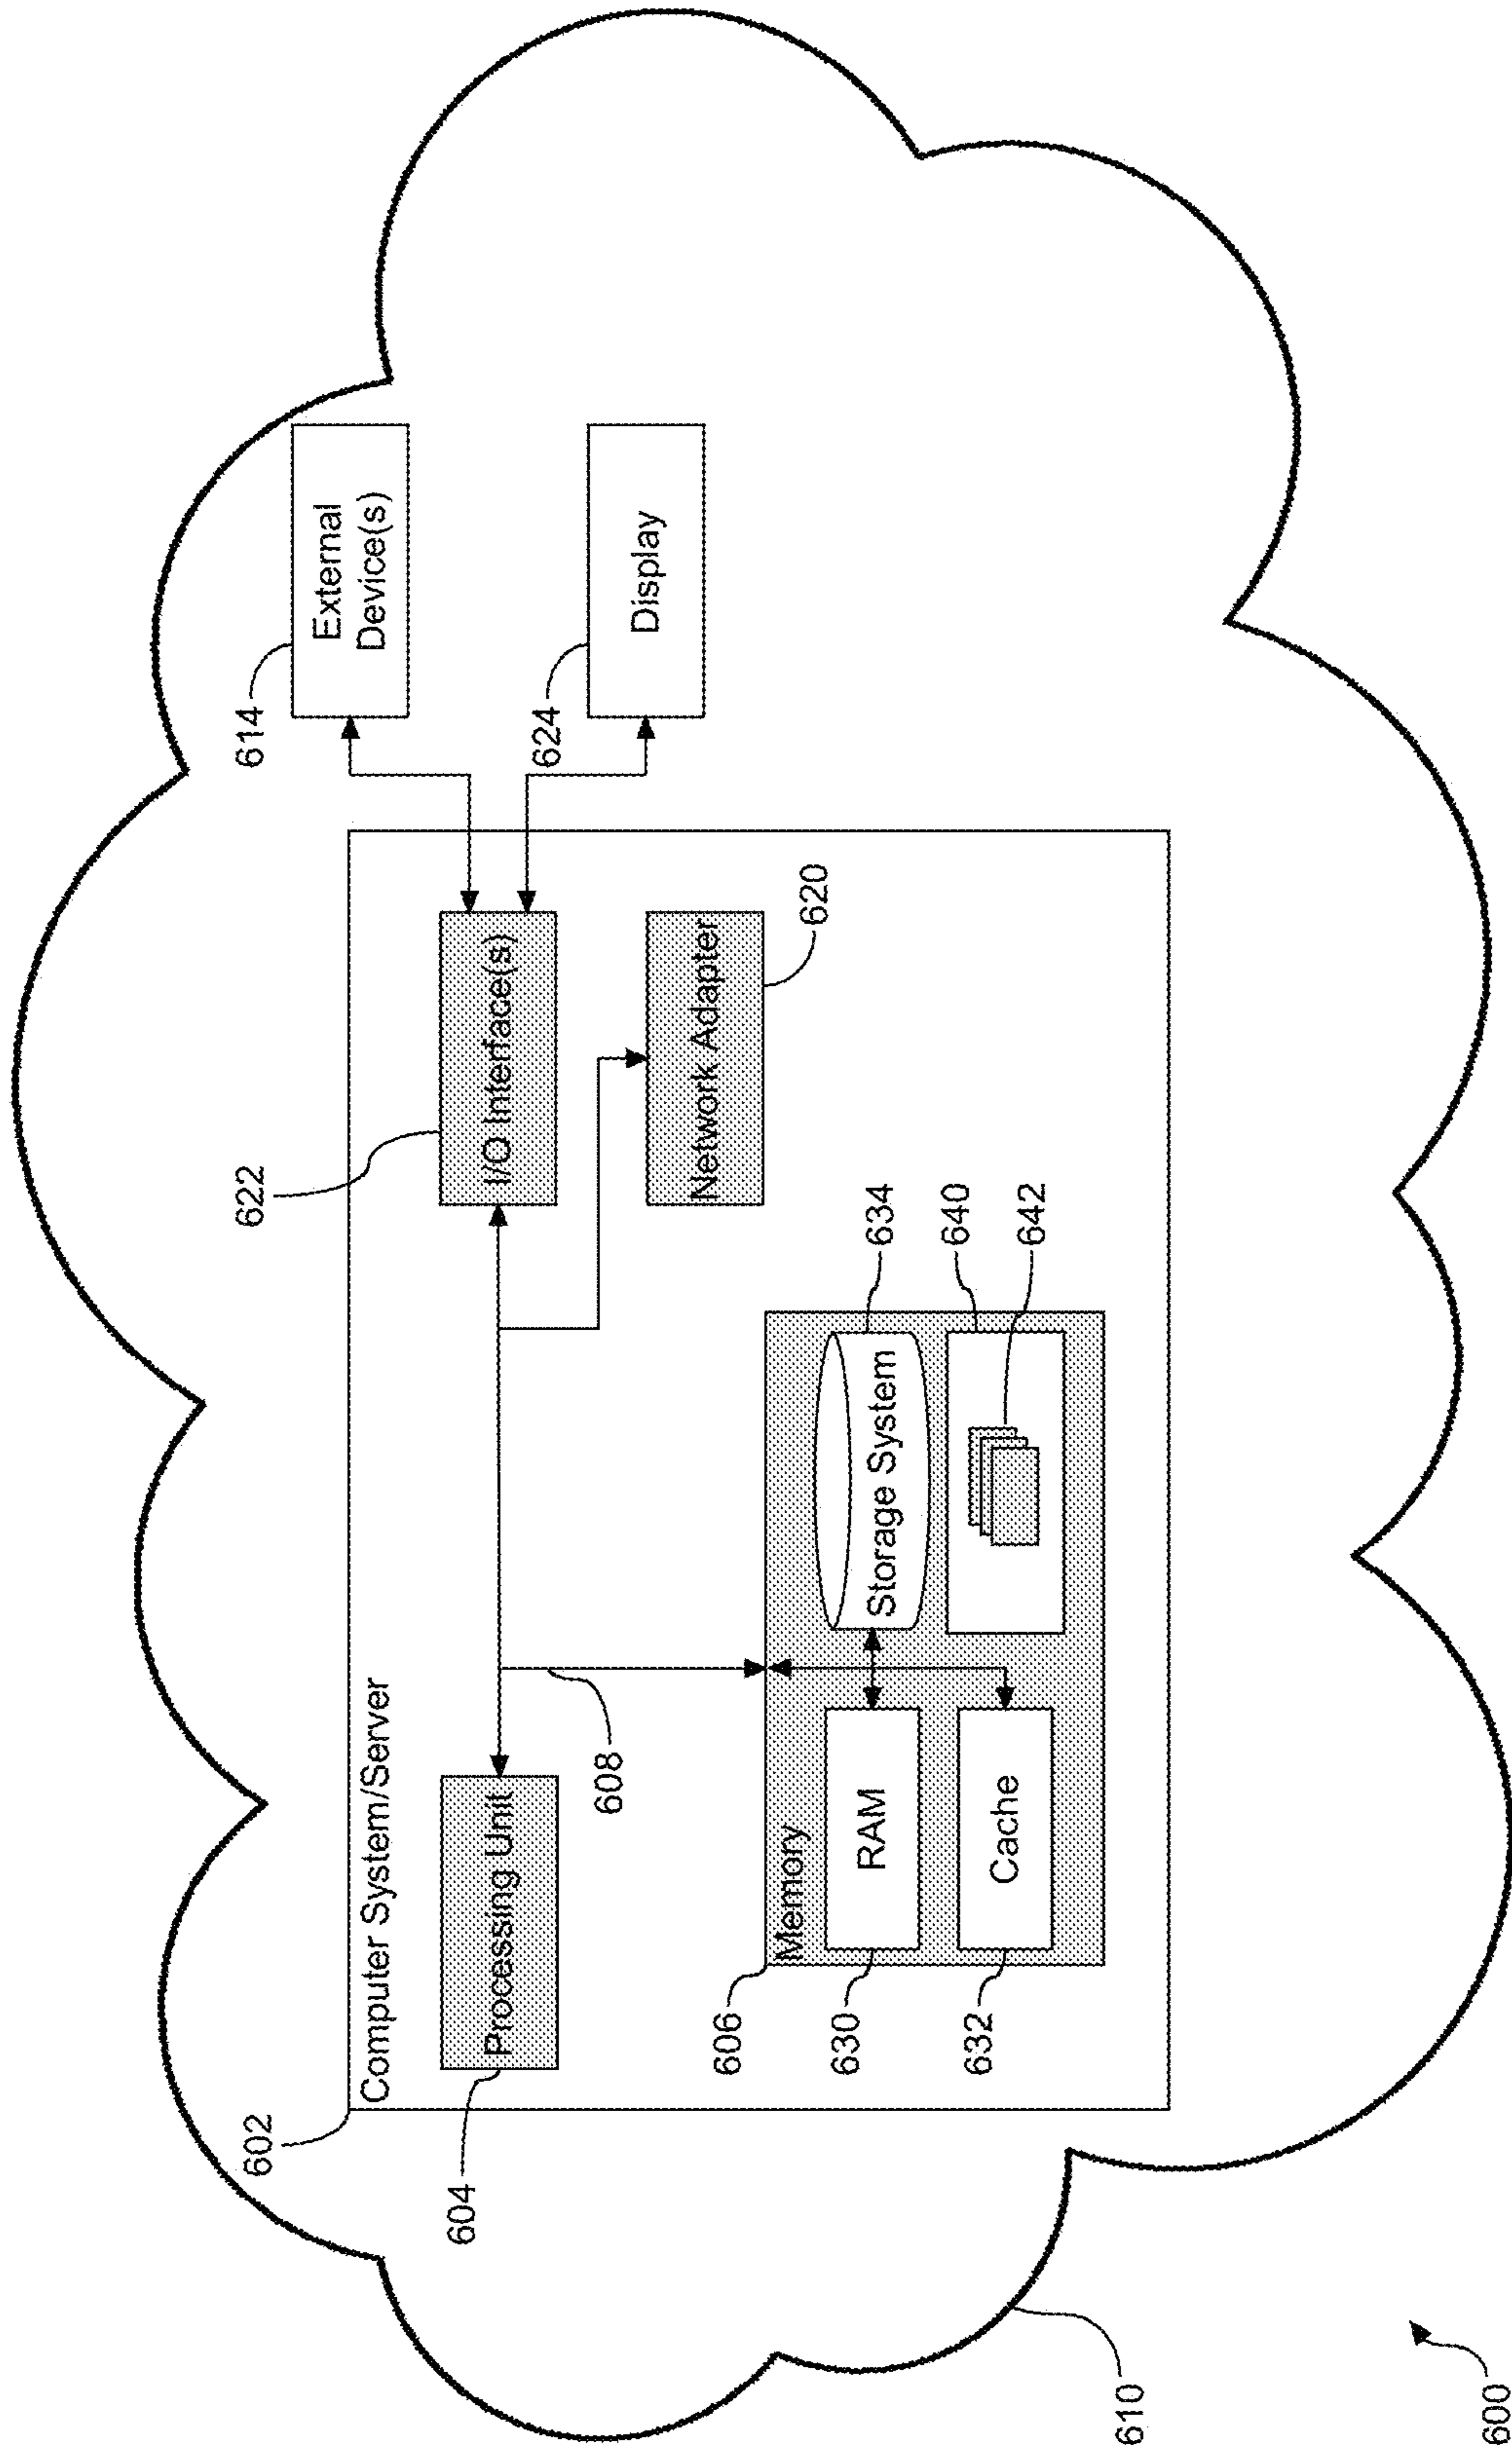 602
Computer System/Server
604
Processing Unit
608
622
I/O Interface(s)
614
External
Device(s)
624
Display
Network Adapter
620
606
Memory
630
RAM
632
Cache
Storage System
634
640
642
610
600